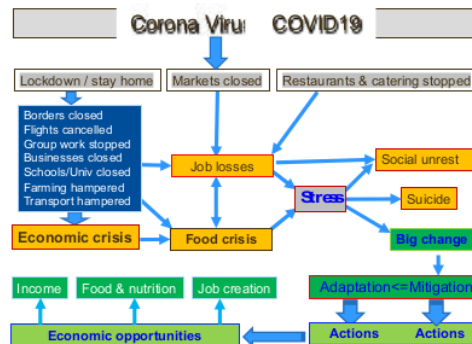 Corona Viru COVID19
Lockdown / stay home
Markets closed
Restaurants & catering stopped
Borders closed
Flights cancelled
Group work stopped
Businesses closed
Schools/Univ closed
Farming hampered
Transport hampered
Job losses
Social unrest
Stress
Suicide
Economic crisis
Food crisis
Big change
Income
Food & nutrition
Job creation
Adaptation<=Mitigation
Economic opportunities
Actions Actions